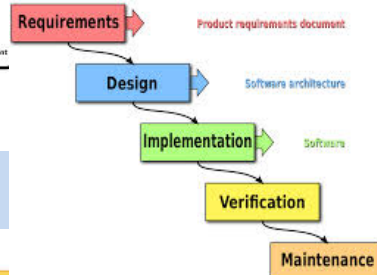 Requirements
Product requirements document
Design
Software architecture
Implementation
Software
Verification
Maintenance